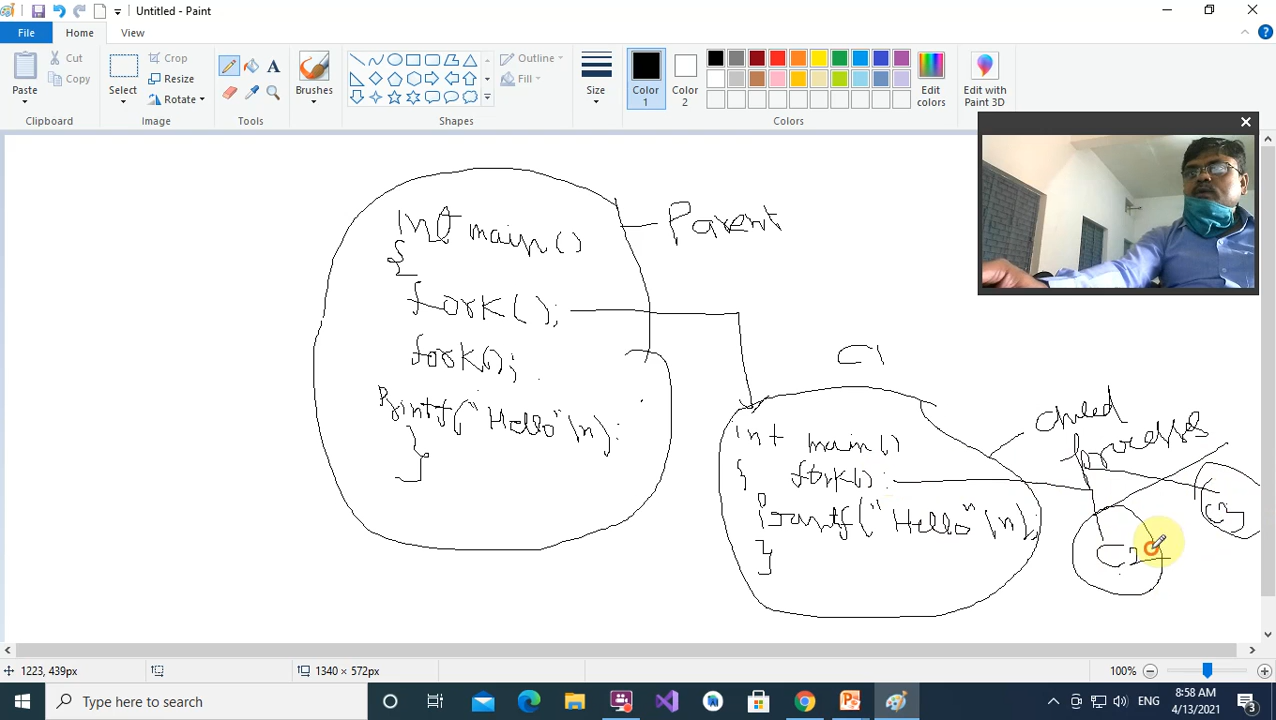 Untitled - Paint
File Home View
Paste
Cut
Copy
Clipboard
Select
Crop
Resize
Rotate
Image
Tools
Brushes
Shapes
Outline
Fill
Size
Color 1
Color 2
Edit colors
Colors
Edit with Paint 3D
int main()
{
fork();
fork();
Printf("Hello"\n);
}
Parent
C1
int main()
{ fork();
printf("Hello"\n);
}
process
C2
C3
1223, 439px
1340 × 572px
100%
Type here to search
ENG
8:58 AM
4/13/2021
3